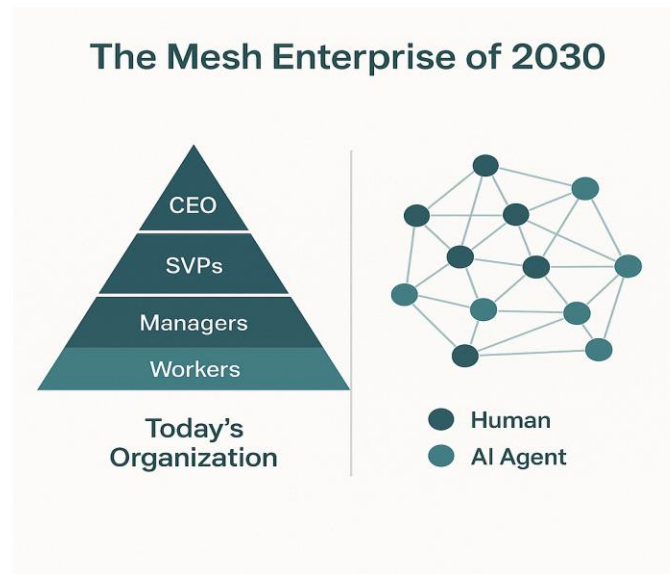 The Mesh Enterprise of 2030
CEO
SVPs
Managers
Workers
Today's
Organization
Human
AI Agent